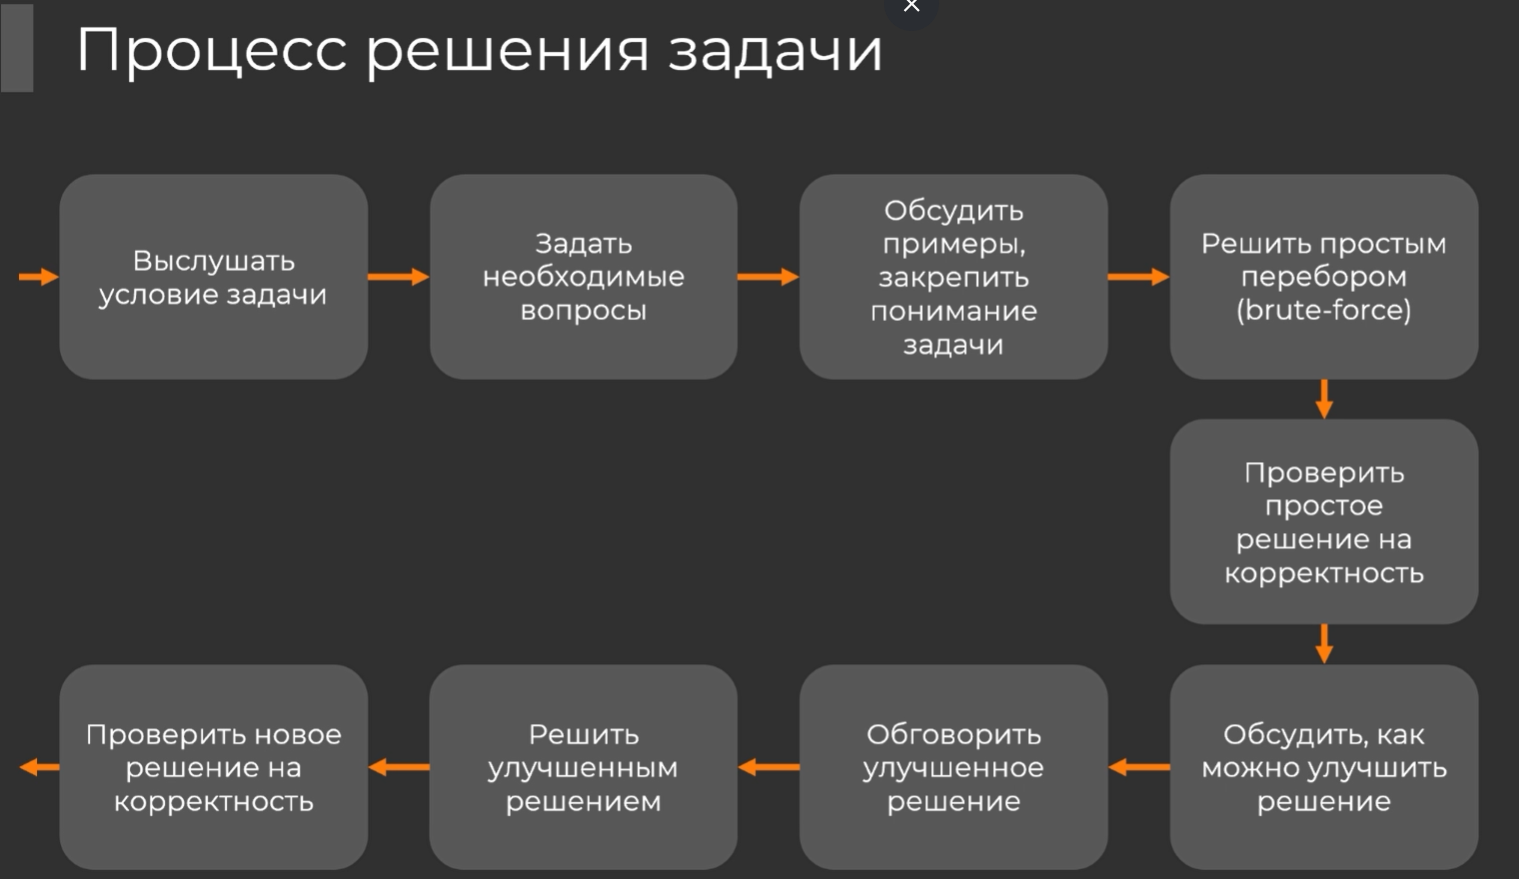 Процесс решения задачи
Выслушать
условие задачи
Задать
необходимые
вопросы
Обсудить
примеры,
закрепить
понимание
задачи
Решить простым
перебором
(brute-force)
Проверить
простое
решение на
корректность
Обсудить, как
можно улучшить
решение
Обговорить
улучшенное
решение
Решить
улучшенным
решением
Проверить новое
решение на
корректность